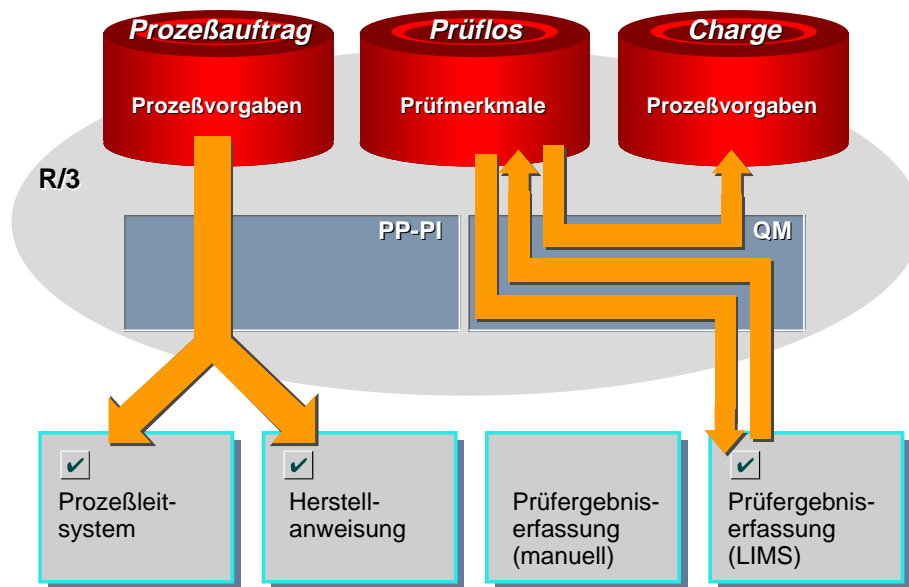 Prozeßauftrag
Prüflos
Charge
Prozeßvorgaben
Prüfmerkmale
Prozeßvorgaben
R/3
PP-PI
QM
Prozeßleit-
system
Herstell-
anweisung
Prüfergebnis-
erfassung
(manuell)
Prüfergebnis-
erfassung
(LIMS)